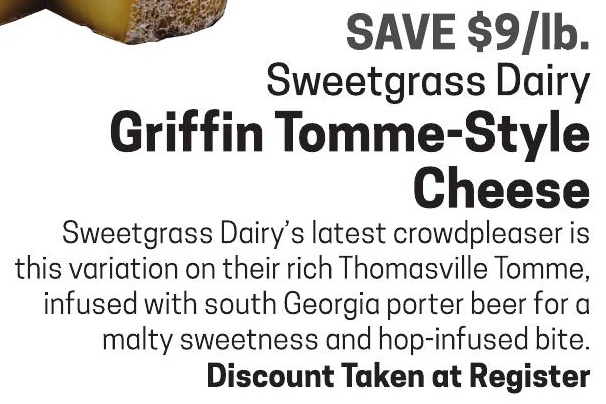 SAVE $9/lb.
Sweetgrass Dairy
Griffin Tomme-Style
Cheese
Sweetgrass Dairy’s latest crowdpleaser is
this variation on their rich Thomasville Tomme,
infused with south Georgia porter beer for a
malty sweetness and hop-infused bite.
Discount Taken at Register